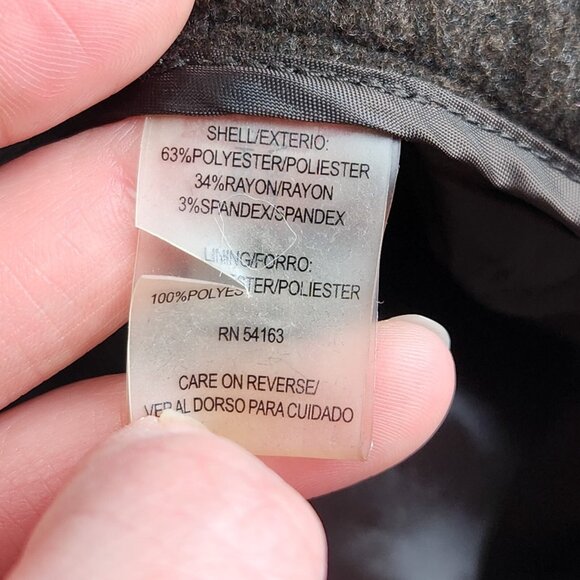 SHELL/EXTERIO:
63%POLYESTER/POLIESTER
34%RAYON/RAYON
3%SPANDEX/SPANDEX
LINING/FORRO:
100%POLYESTER/POLIESTER
RN 54163
CARE ON REVERSE/
VER AL DORSO PARA CUIDADO